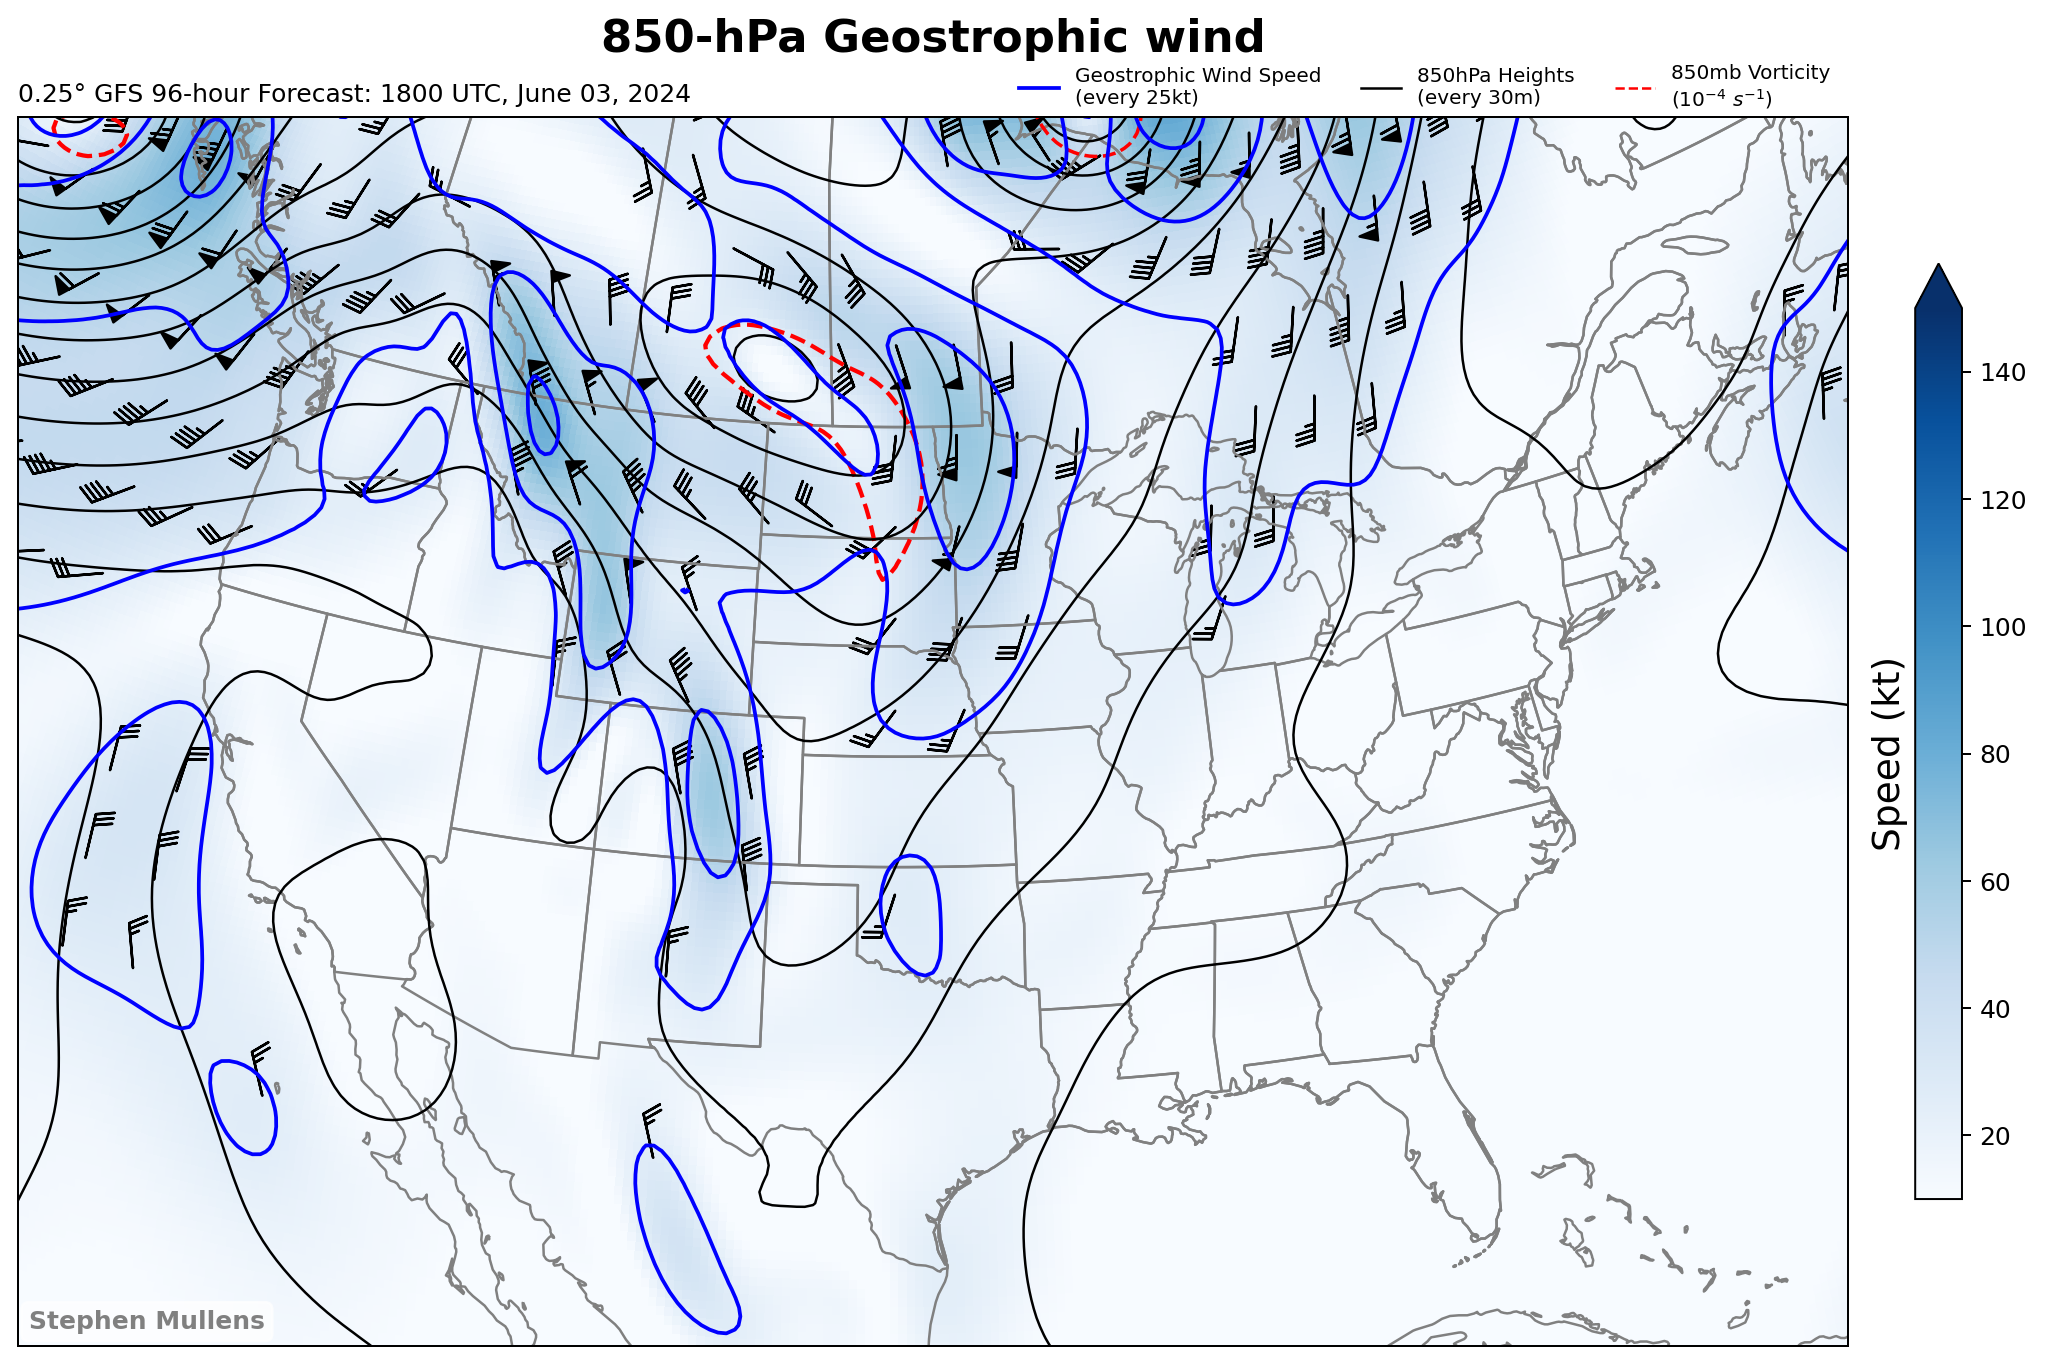 850-hPa Geostrophic wind
0.25° GFS 96-hour Forecast: 1800 UTC, June 03, 2024
Geostrophic Wind Speed
(every 25kt)
850hPa Heights
(every 30m)
850mb Vorticity
(10⁻⁴ s⁻¹)
140
120
100
80
60
40
20
Speed (kt)
Stephen Mullens